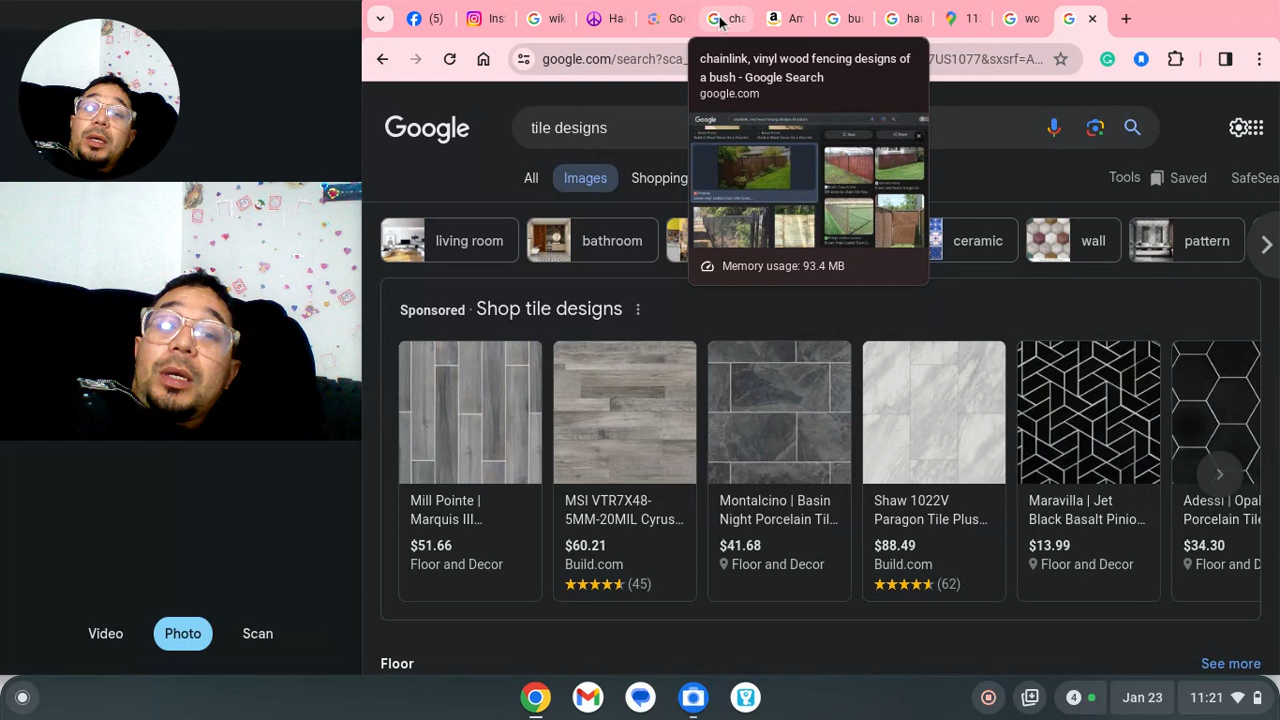 (5)
Inst
wik
Ha
Goo
cha
Am
bus
har
11:
wo
google.com/search?sca_
7US1077&sxsrf=A...
chainlink, vinyl wood fencing designs of
a bush - Google Search
google.com
Memory usage: 93.4 MB
Google
tile designs
All
Images
Shopping
Tools
Saved
SafeSea
living room
bathroom
ceramic
wall
pattern
Sponsored · Shop tile designs
Mill Pointe |
Marquis III...
$51.66
Floor and Decor
MSI VTR7X48-
5MM-20MIL Cyrus...
$60.21
Build.com
(45)
Montalcino | Basin
Night Porcelain Til...
$41.68
Floor and Decor
Shaw 1022V
Paragon Tile Plus...
$88.49
Build.com
(62)
Maravilla | Jet
Black Basalt Pinio...
$13.99
Floor and Decor
Adessi | Opal
Porcelain Tile
$34.30
Floor and D
Floor
See more
Video
Photo
Scan
4
Jan 23
11:21